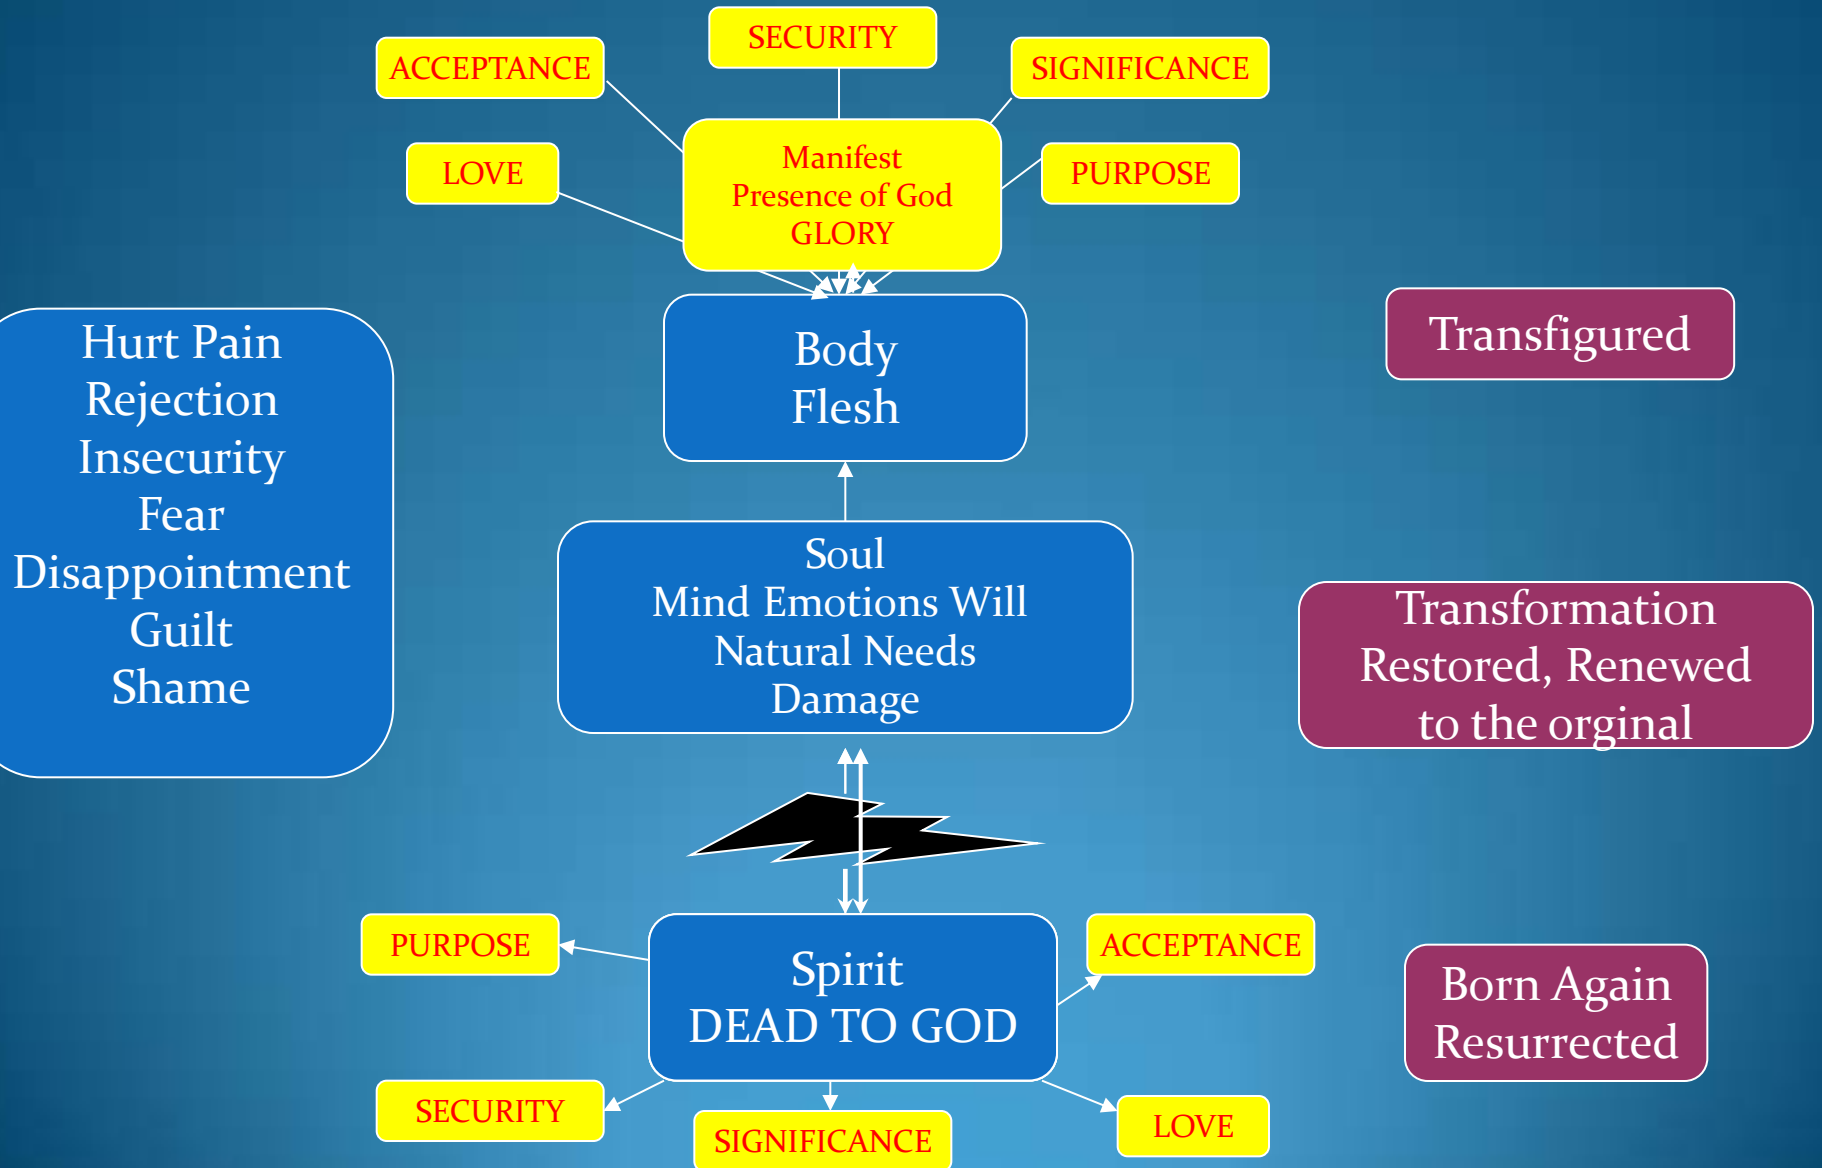 SECURITY
ACCEPTANCE
SIGNIFICANCE
LOVE
Manifest
Presence of God
GLORY
PURPOSE
Hurt Pain
Rejection
Insecurity
Fear
Disappointment
Guilt
Shame
Body
Flesh
Transfigured
Soul
Mind Emotions Will
Natural Needs
Damage
Transformation
Restored, Renewed
to the orginal
PURPOSE
Spirit
DEAD TO GOD
ACCEPTANCE
Born Again
Resurrected
SECURITY
SIGNIFICANCE
LOVE